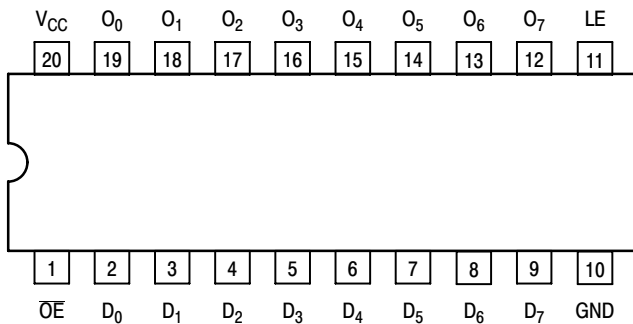 V_CC O₀ O₁ O₂ O₃ O₄ O₅ O₆ O₇ LE
20 19 18 17 16 15 14 13 12 11
1 2 3 4 5 6 7 8 9 10
O̅E̅ D₀ D₁ D₂ D₃ D₄ D₅ D₆ D₇ GND